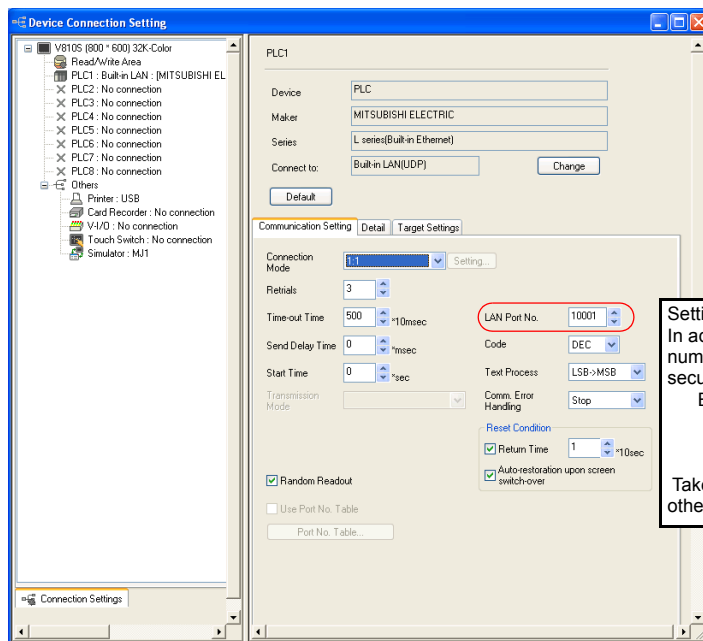 Device Connection Setting
V810S (800 * 600) 32K-Color
Read/Write Area
PLC1 : Built-in LAN : [MITSUBISHI EL
PLC2 : No connection
PLC3 : No connection
PLC4 : No connection
PLC5 : No connection
PLC6 : No connection
PLC7 : No connection
PLC8 : No connection
Others
Printer : USB
Card Recorder : No connection
V-I/O : No connection
Touch Switch : No connection
Simulator : MJ1
Connection Settings
PLC1
Device PLC
Maker MITSUBISHI ELECTRIC
Series L series(Built-in Ethernet)
Connect to: Built-in LAN(UDP) Change
Default
Communication Setting Detail Target Settings
Connection Mode 1:1 Setting...
Retrials 3
Time-out Time 500 *10msec
Send Delay Time 0 *msec
Start Time 0 *sec
Transmission Mode
Random Readout
Use Port No. Table
Port No. Table...
LAN Port No. 10001
Code DEC
Text Process LSB->MSB
Comm. Error Handling Stop
Reset Condition
Return Time 1 *10sec
Auto-restoration upon screen switch-over
Setti
In ac
num
secu
E
Take
othe